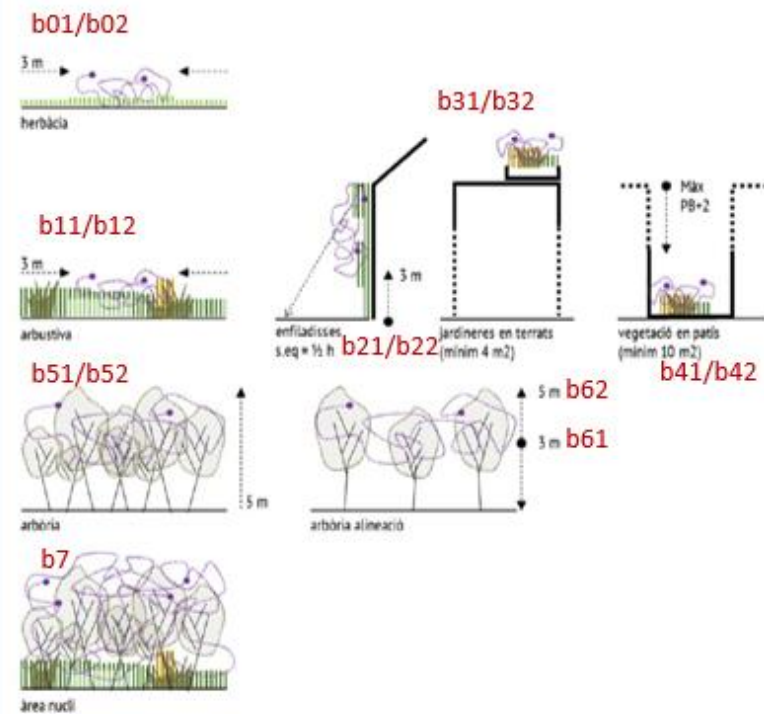 b01/b02
3 m
herbàcia
b31/b32
Màx
PB+2
b11/b12
3 m
3 m
arbustiva
enfiladisses
s.eq = ½ h
b21/b22
jardineres en terrats
(mínim 4 m2)
vegetació en patis
(mínim 10 m2)
b41/b42
b51/b52
5 m
arbòria
5 m b62
3 m b61
arbòria alineació
b7
àrea nucli